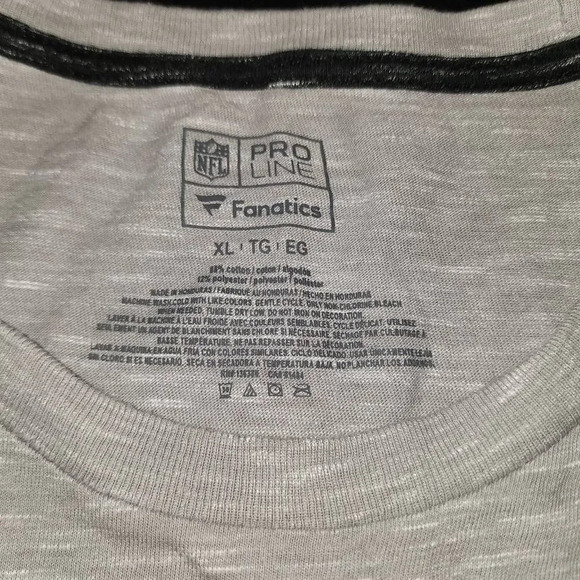 NFL
PRO
LINE
Fanatics
XL TG EG
88% cotton / coton / algodón
12% polyester / polyester / poliéster
MADE IN HONDURAS / FABRIQUÉ AU HONDURAS / HECHO EN HONDURAS
MACHINE WASH COLD WITH LIKE COLORS. GENTLE CYCLE. ONLY NON-CHLORINE BLEACH
WHEN NEEDED. TUMBLE DRY LOW. DO NOT IRON ON DECORATION.
LAVER À LA MACHINE À L'EAU FROIDE AVEC COULEURS SEMBLABLES. CYCLE DÉLICAT. UTILISEZ
SEULEMENT UN AGENT DE BLANCHIMENT SANS CHLORE SI NÉCESSAIRE. SÉCHAGE PAR CULBUTAGE À
BASSE TEMPÉRATURE. NE PAS REPASSER SUR LA DÉCORATION.
LAVAR A MÁQUINA EN AGUA FRÍA CON COLORES SIMILARES. CICLO DELICADO. USAR ÚNICAMENTE LEJÍA
SIN CLORO SI ES NECESARIO. SECA EN SECADORA A TEMPERATURA BAJA. NO PLANCHAR LOS ADORNOS.
RN#